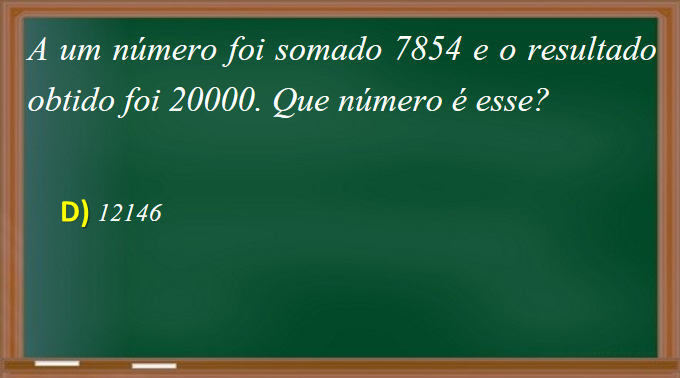 A um número foi somado 7854 e o resultado
obtido foi 20000. Que número é esse?
D) 12146